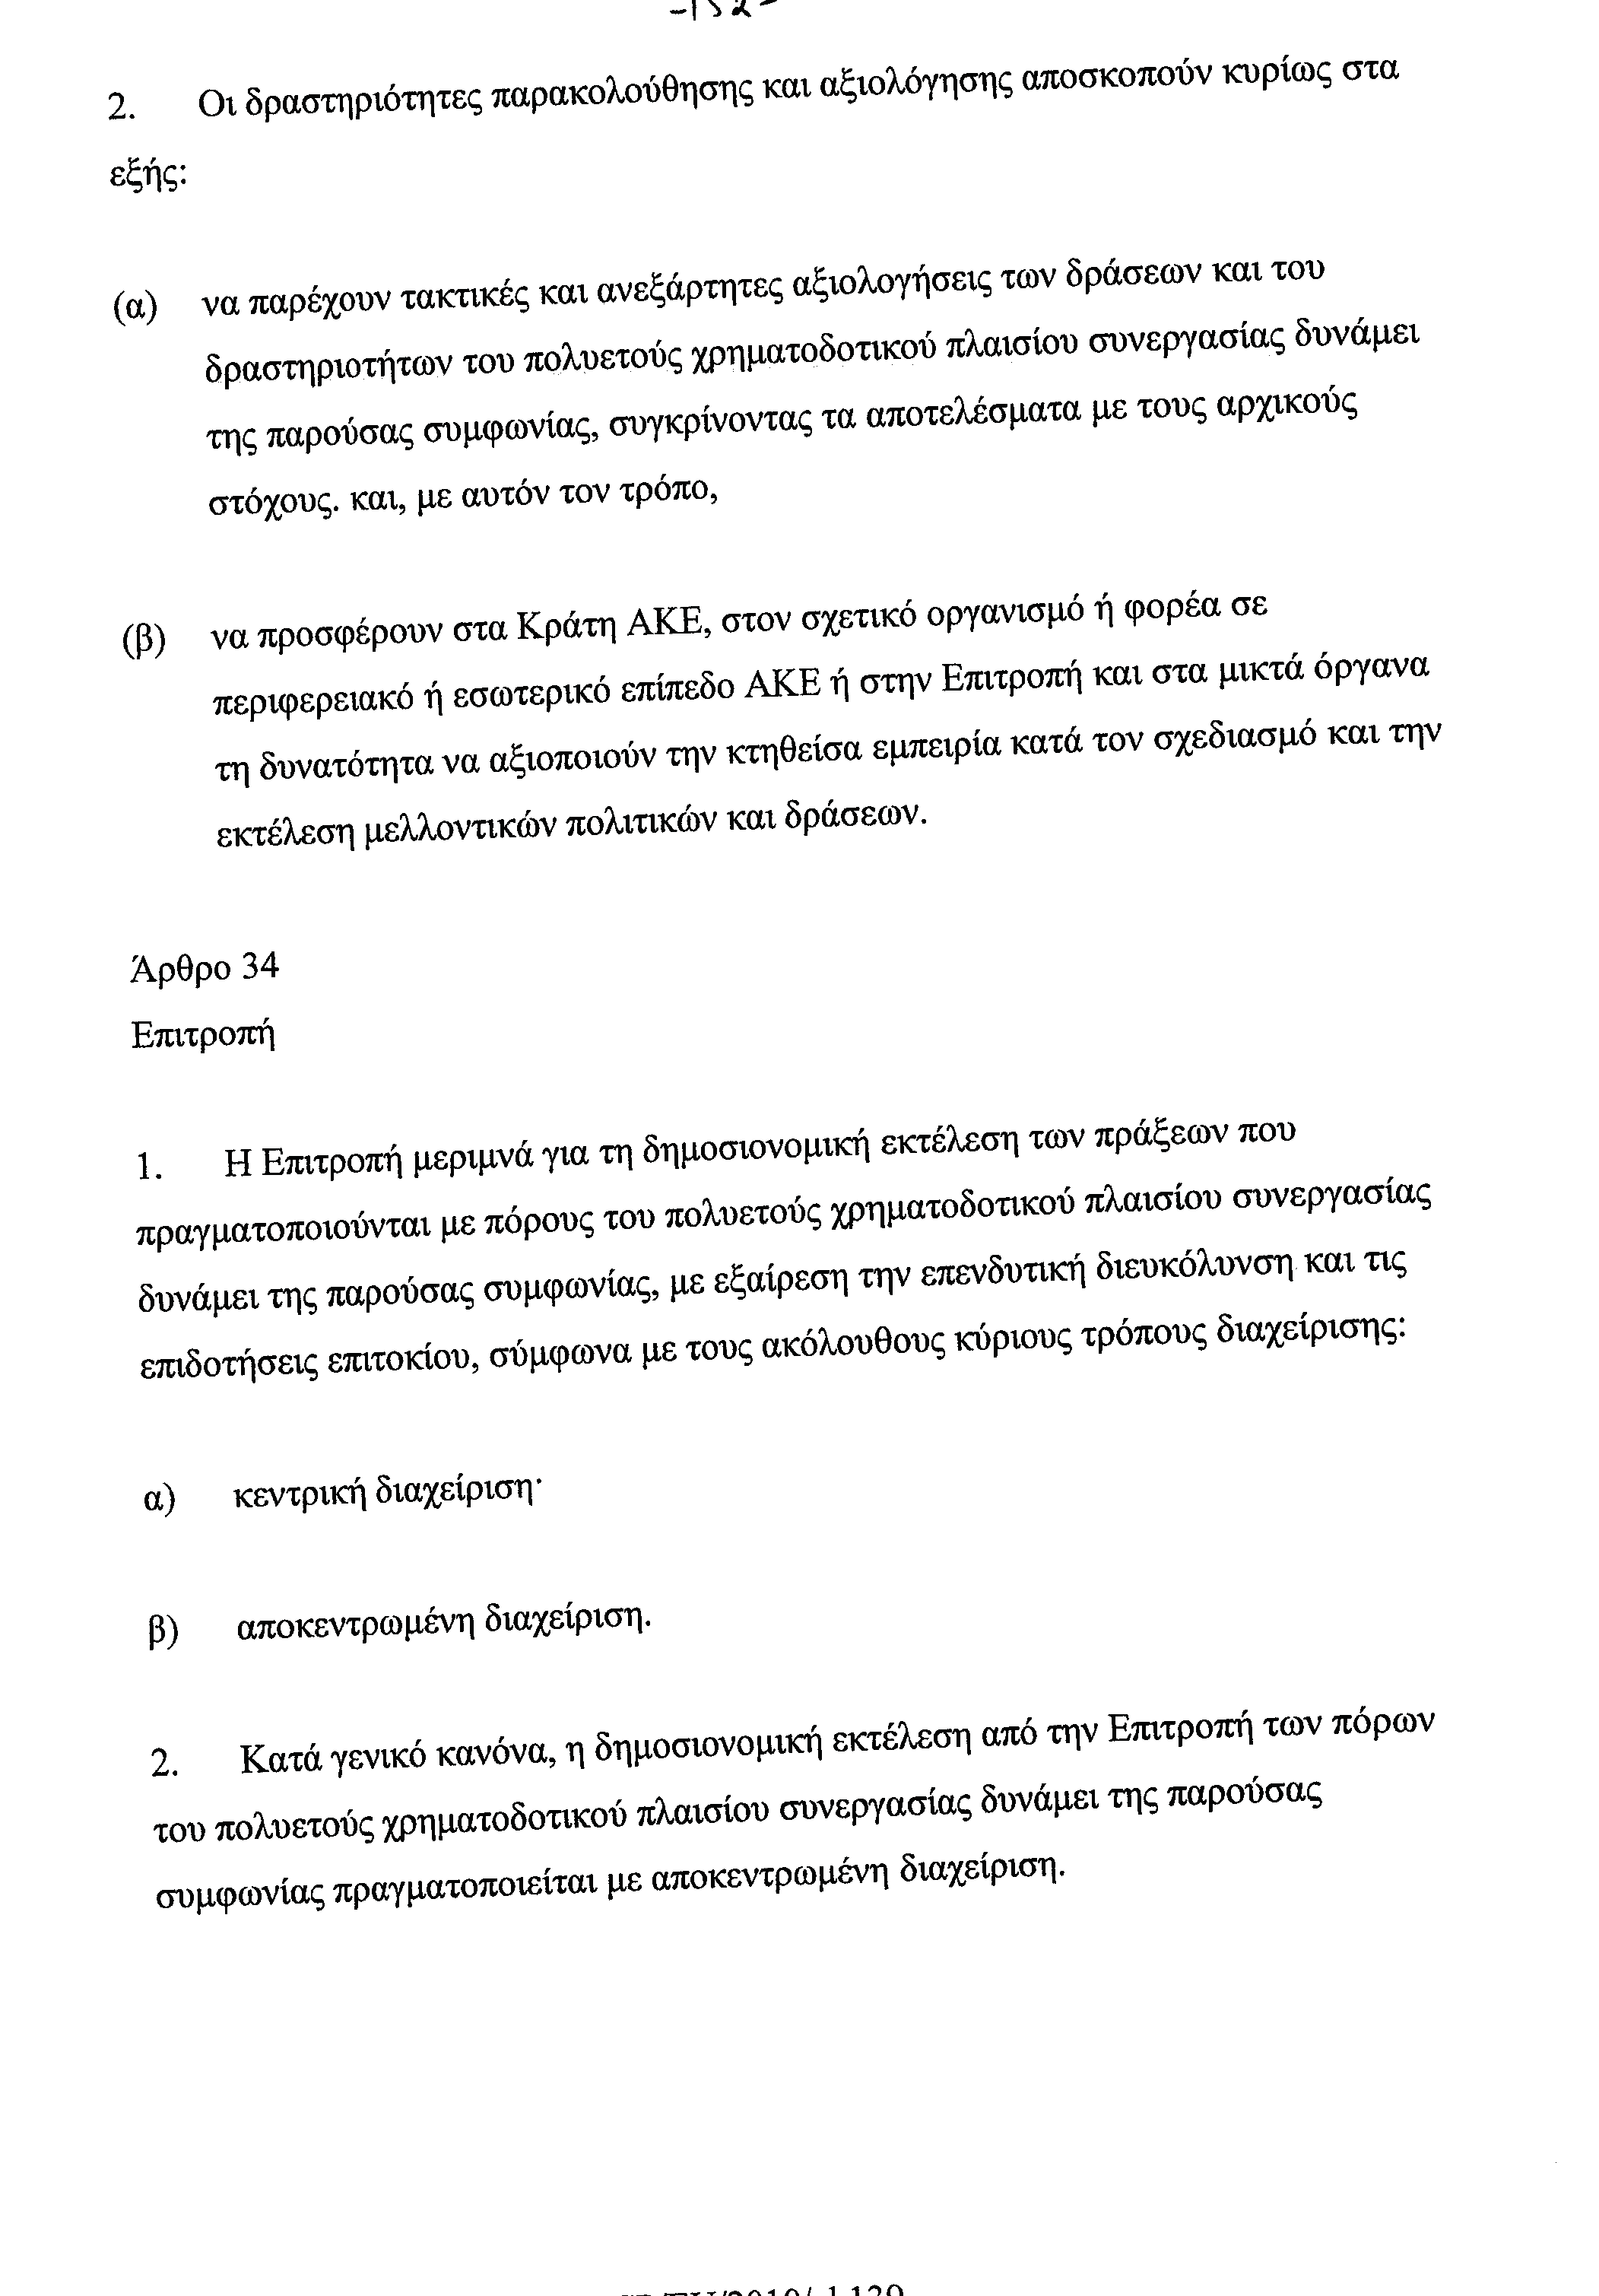 2. Οι δραστηριότητες παρακολούθησης και αξιολόγησης αποσκοπούν κυρίως στα
εξής:
(α) να παρέχουν τακτικές και ανεξάρτητες αξιολογήσεις των δράσεων και του
δραστηριοτήτων του πολυετούς χρηματοδοτικού πλαισίου συνεργασίας δυνάμει
της παρούσας συμφωνίας, συγκρίνοντας τα αποτελέσματα με τους αρχικούς
στόχους. και, με αυτόν τον τρόπο,
(β) να προσφέρουν στα Κράτη ΑΚΕ, στον σχετικό οργανισμό ή φορέα σε
περιφερειακό ή εσωτερικό επίπεδο ΑΚΕ ή στην Επιτροπή και στα μικτά όργανα
τη δυνατότητα να αξιοποιούν την κτηθείσα εμπειρία κατά τον σχεδιασμό και την
εκτέλεση μελλοντικών πολιτικών και δράσεων.
Άρθρο 34
Επιτροπή
1. Η Επιτροπή μεριμνά για τη δημοσιονομική εκτέλεση των πράξεων που
πραγματοποιούνται με πόρους του πολυετούς χρηματοδοτικού πλαισίου συνεργασίας
δυνάμει της παρούσας συμφωνίας, με εξαίρεση την επενδυτική διευκόλυνση και τις
επιδοτήσεις επιτοκίου, σύμφωνα με τους ακόλουθους κύριους τρόπους διαχείρισης:
α) κεντρική διαχείριση·
β) αποκεντρωμένη διαχείριση.
2. Κατά γενικό κανόνα, η δημοσιονομική εκτέλεση από την Επιτροπή των πόρων
του πολυετούς χρηματοδοτικού πλαισίου συνεργασίας δυνάμει της παρούσας
συμφωνίας πραγματοποιείται με αποκεντρωμένη διαχείριση.